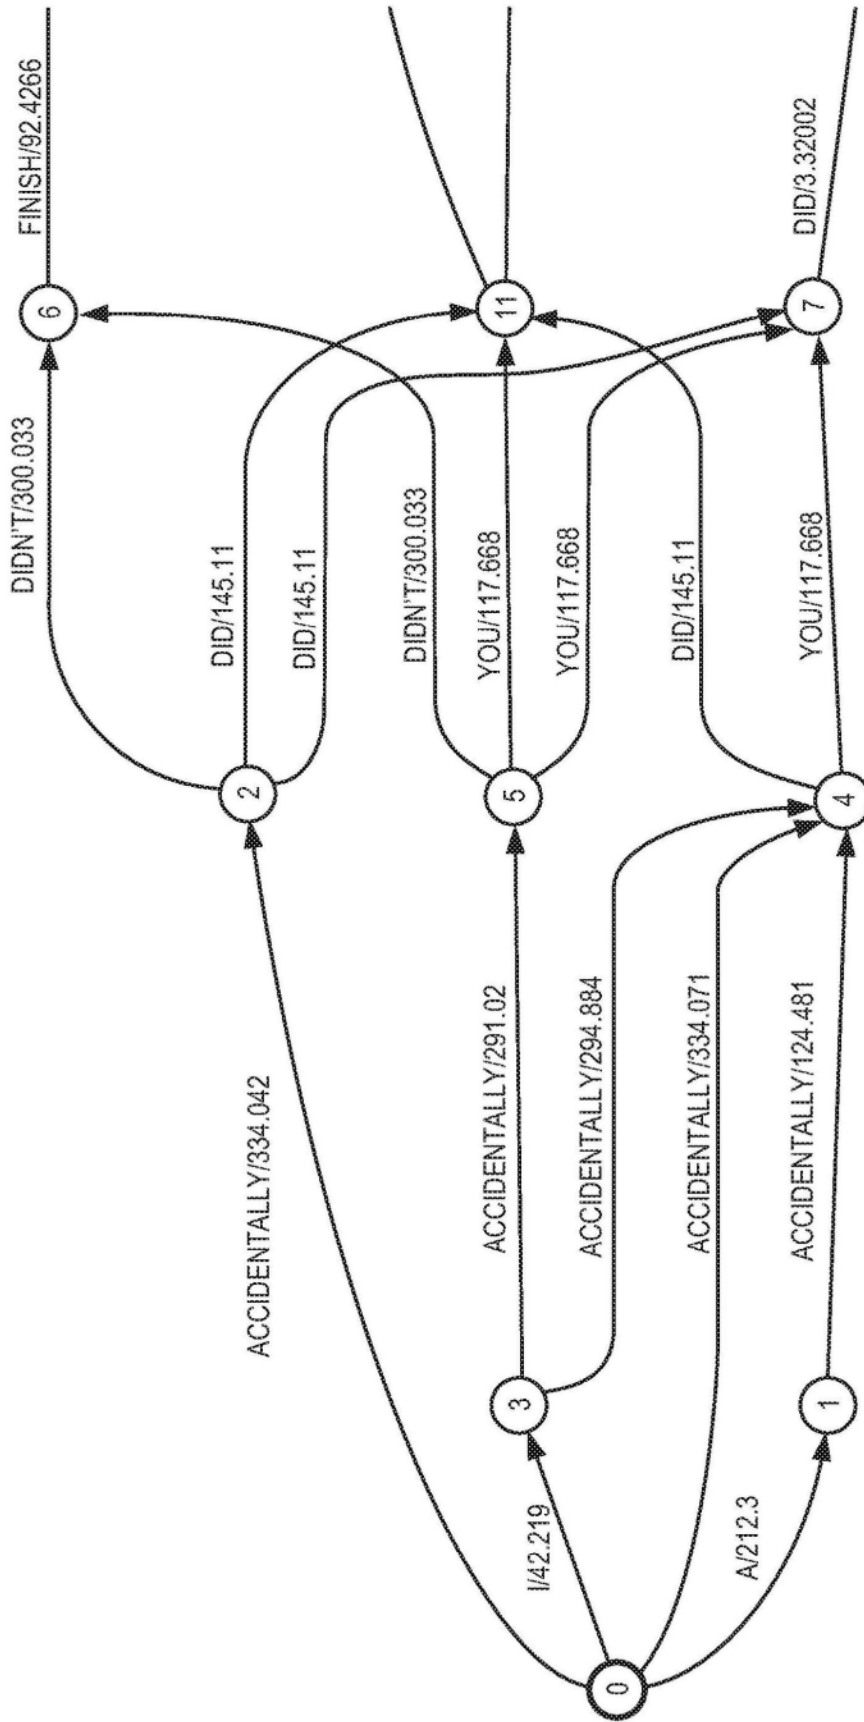 FINISH/92.4266
DIDN'T/300.033
6
DID/145.11
DID/145.11
11
DID/3.32002
DIDN'T/300.033
YOU/117.668
YOU/117.668
7
DID/145.11
YOU/117.668
2
5
4
ACCIDENTALLY/334.042
ACCIDENTALLY/291.02
ACCIDENTALLY/294.884
ACCIDENTALLY/334.071
ACCIDENTALLY/124.481
3
1
I/42.219
A/212.3
0